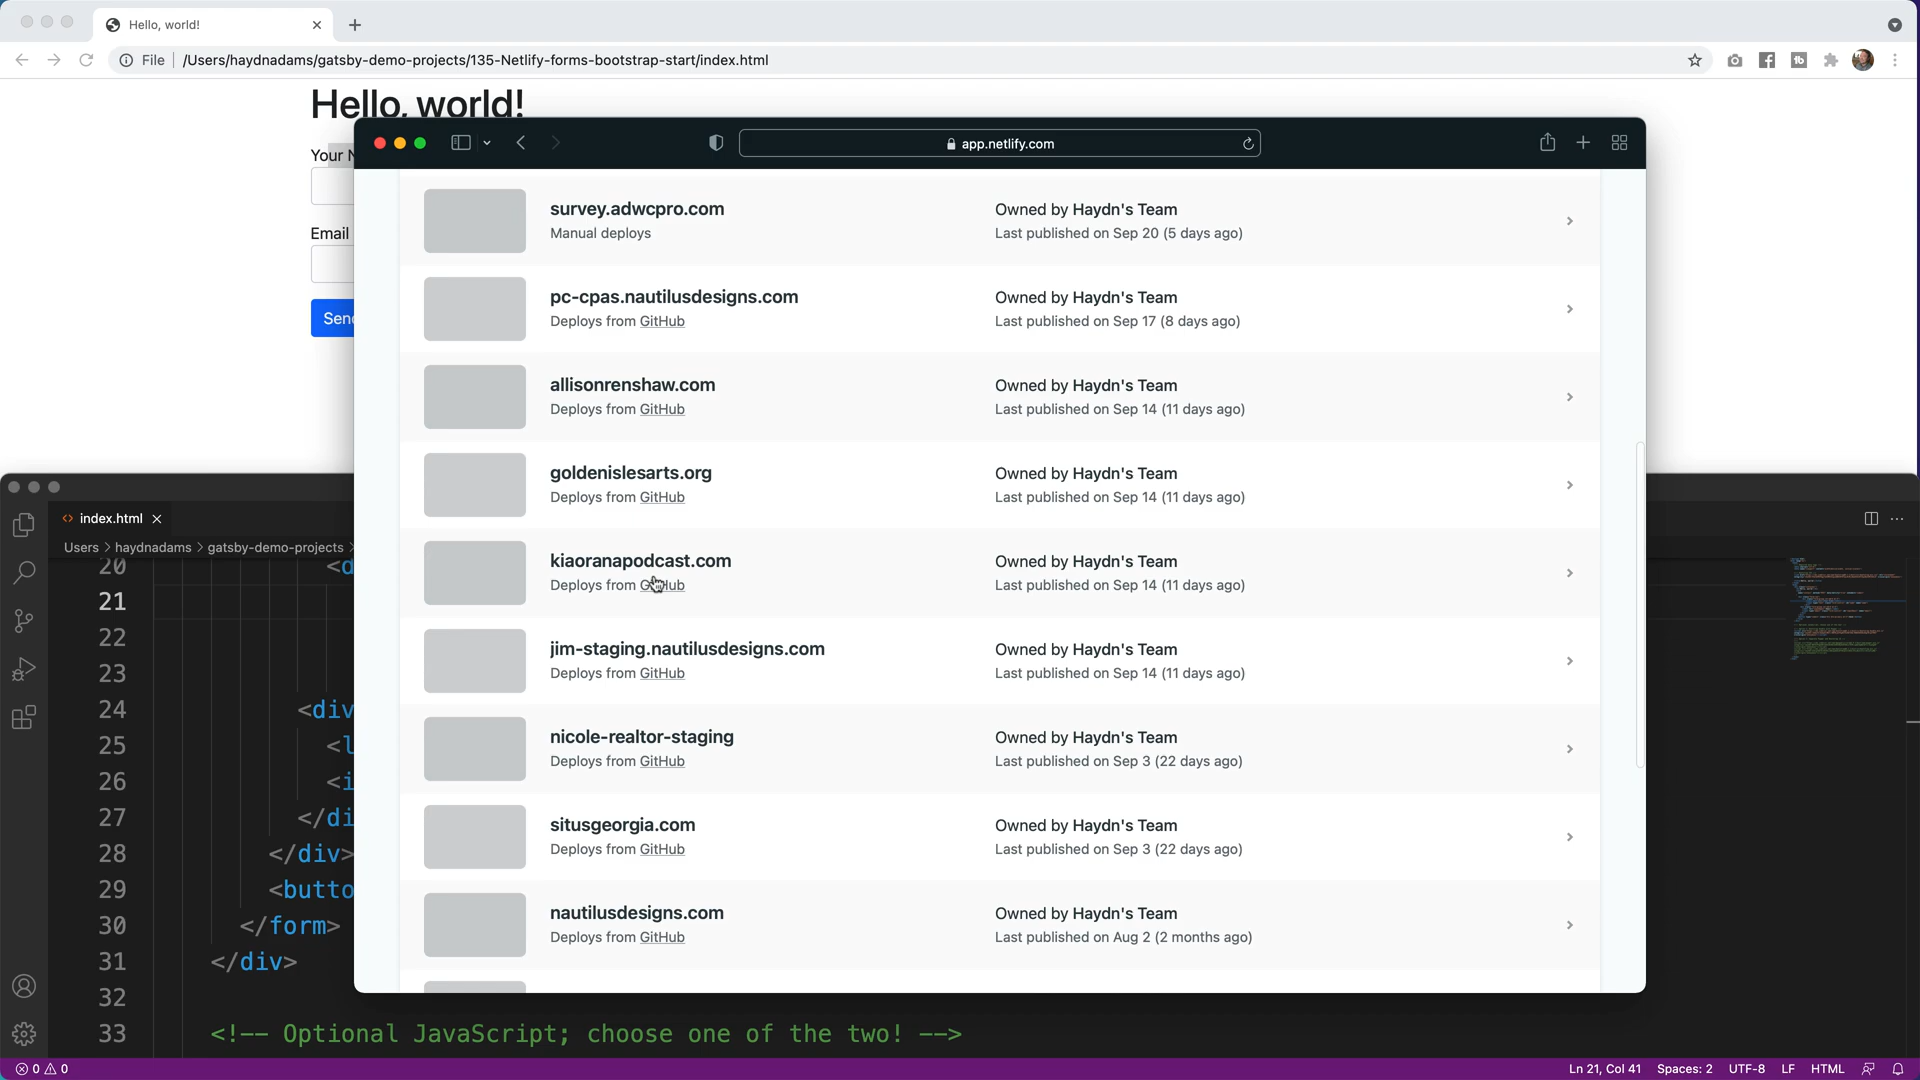 Hello, world!
File
/Users/haydnadams/gatsby-demo-projects/135-Netlify-forms-bootstrap-start/index.html
Hello, world!
Your N
Email
Send
app.netlify.com
survey.adwcpro.com
Manual deploys
Owned by Haydn's Team
Last published on Sep 20 (5 days ago)
pc-cpas.nautilusdesigns.com
Deploys from GitHub
Owned by Haydn's Team
Last published on Sep 17 (8 days ago)
allisonrenshaw.com
Deploys from GitHub
Owned by Haydn's Team
Last published on Sep 14 (11 days ago)
goldenislesarts.org
Deploys from GitHub
Owned by Haydn's Team
Last published on Sep 14 (11 days ago)
kiaoranapodcast.com
Deploys from GitHub
Owned by Haydn's Team
Last published on Sep 14 (11 days ago)
jim-staging.nautilusdesigns.com
Deploys from GitHub
Owned by Haydn's Team
Last published on Sep 14 (11 days ago)
nicole-realtor-staging
Deploys from GitHub
Owned by Haydn's Team
Last published on Sep 3 (22 days ago)
situsgeorgia.com
Deploys from GitHub
Owned by Haydn's Team
Last published on Sep 3 (22 days ago)
nautilusdesigns.com
Deploys from GitHub
Owned by Haydn's Team
Last published on Aug 2 (2 months ago)
index.html
Users > haydnadams > gatsby-demo-projects >
20 <d
21
22
23
24 <div
25 <l
26 <i
27 </di
28 </div>
29 <butto
30 </form>
31 </div>
32
33 <!-- Optional JavaScript; choose one of the two! -->
0 0
Ln 21, Col 41 Spaces: 2 UTF-8 LF HTML